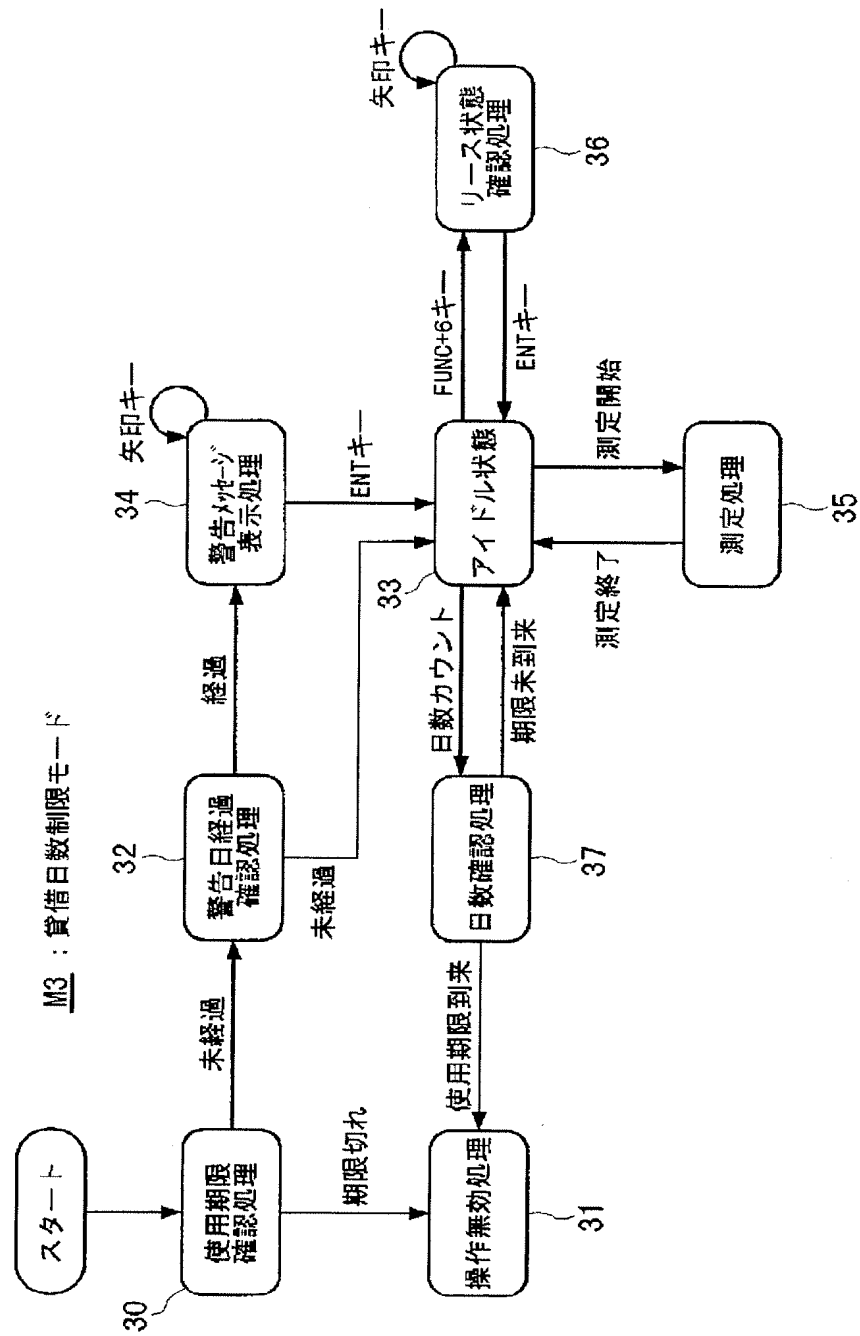 M3：貸借日数制限モード
スタート
30
使用期限
確認処理
未経過
期限切れ
32
警告日経過
確認処理
経過
未経過
34
警告メッセージ
表示処理
矢印キー
ENTキー
31
操作無効処理
使用期限到来
37
日数確認処理
日数カウント
期限未到来
33
アイドル状態
FUNC+6キー
ENTキー
36
リース状態
確認処理
矢印キー
測定終了
測定開始
35
測定処理